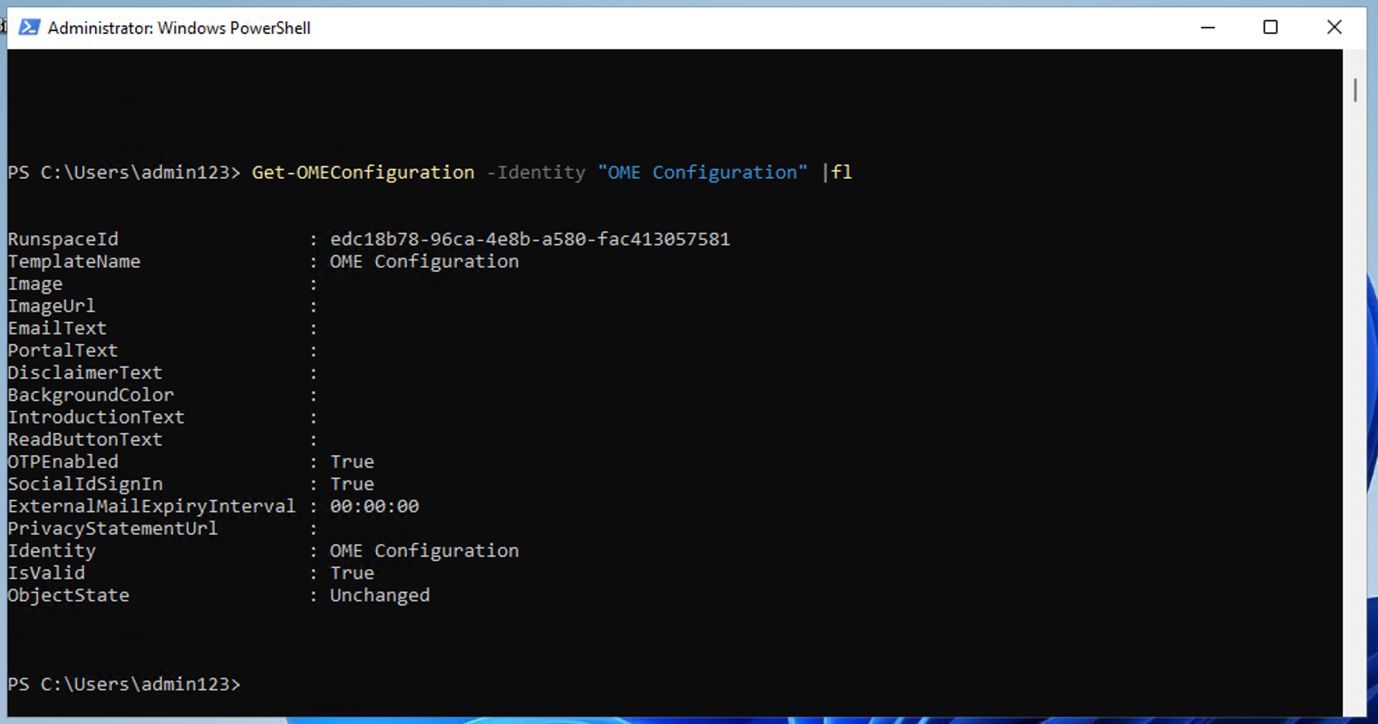 Administrator: Windows PowerShell
PS C:\Users\admin123> Get-OMEConfiguration -Identity "OME Configuration" |fl
RunspaceId : edc18b78-96ca-4e8b-a580-fac413057581
TemplateName : OME Configuration
Image :
ImageUrl :
EmailText :
PortalText :
DisclaimerText :
BackgroundColor :
IntroductionText :
ReadButtonText :
OTPEnabled : True
SocialIdSignIn : True
ExternalMailExpiryInterval : 00:00:00
PrivacyStatementUrl :
Identity : OME Configuration
IsValid : True
ObjectState : Unchanged
PS C:\Users\admin123>